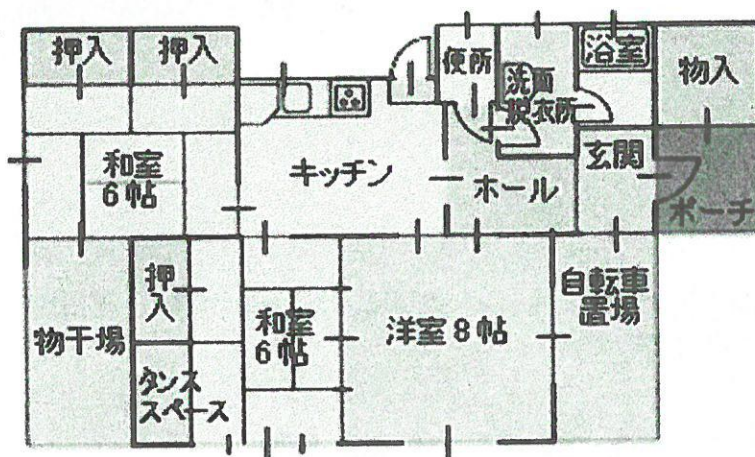 押入
押入
便所
洗面
脱衣所
浴室
物入
和室
6帖
キッチン
ホール
玄関
ポーチ
物干場
押
入
タンス
スペース
和室
6帖
洋室8帖
自転車
置場